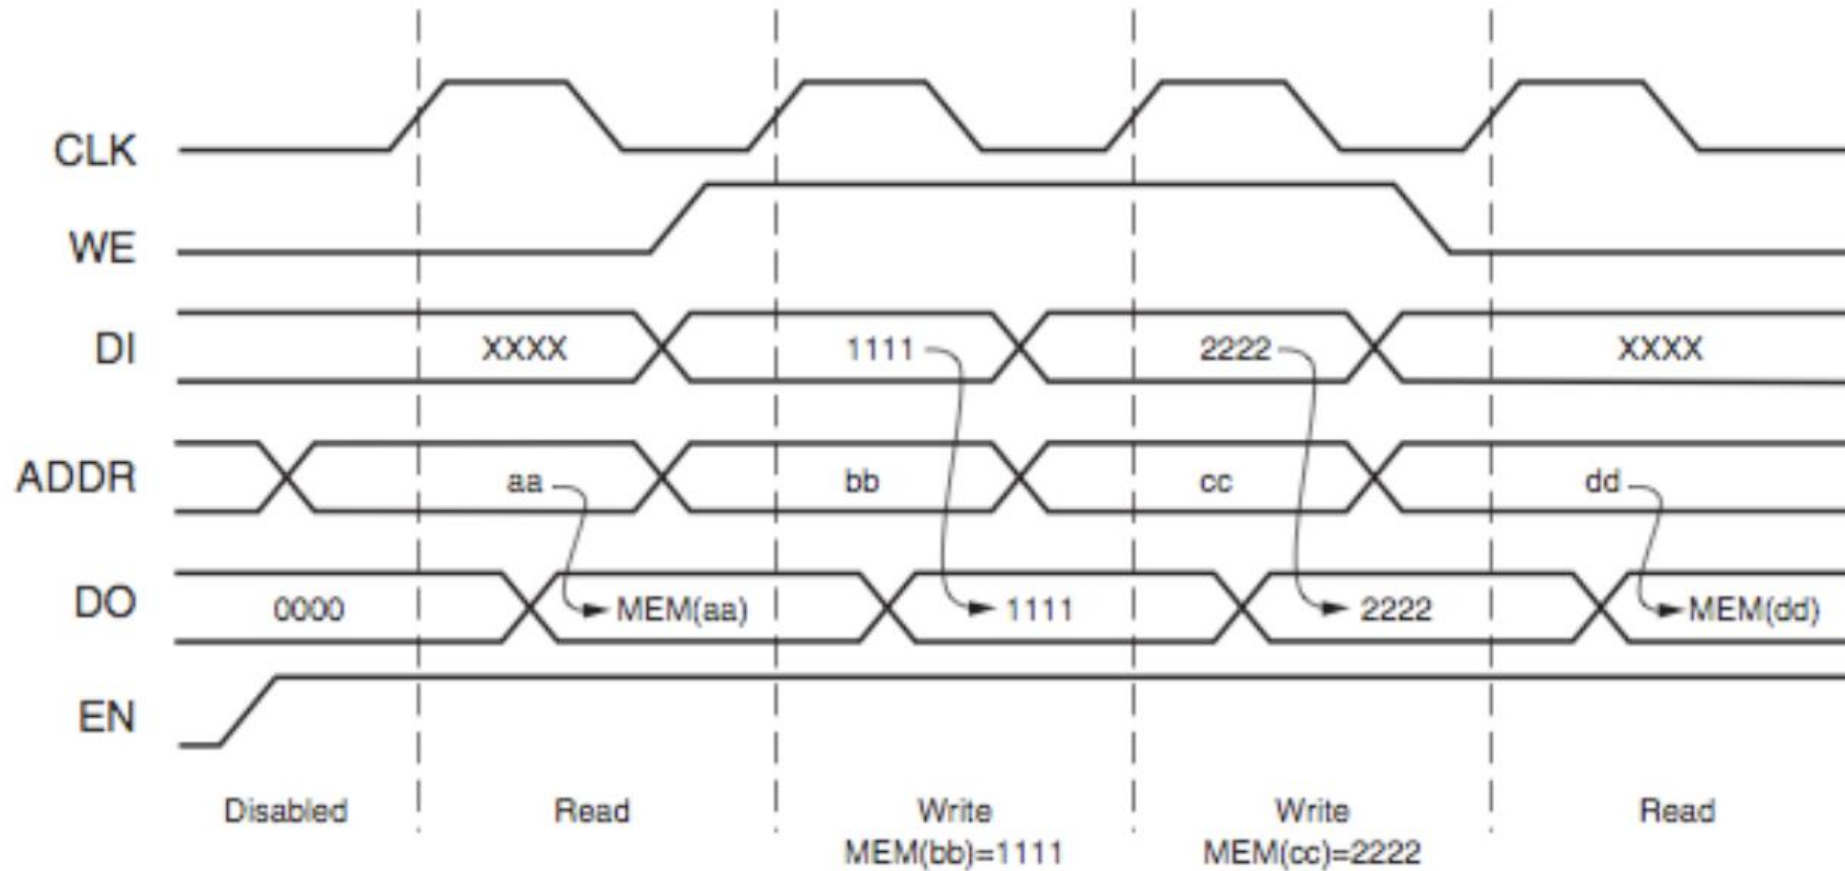 CLK
WE
DI XXXX 1111 2222 XXXX
ADDR aa bb cc dd
DO 0000 MEM(aa) 1111 2222 MEM(dd)
EN
Disabled Read Write Write Read
MEM(bb)=1111 MEM(cc)=2222